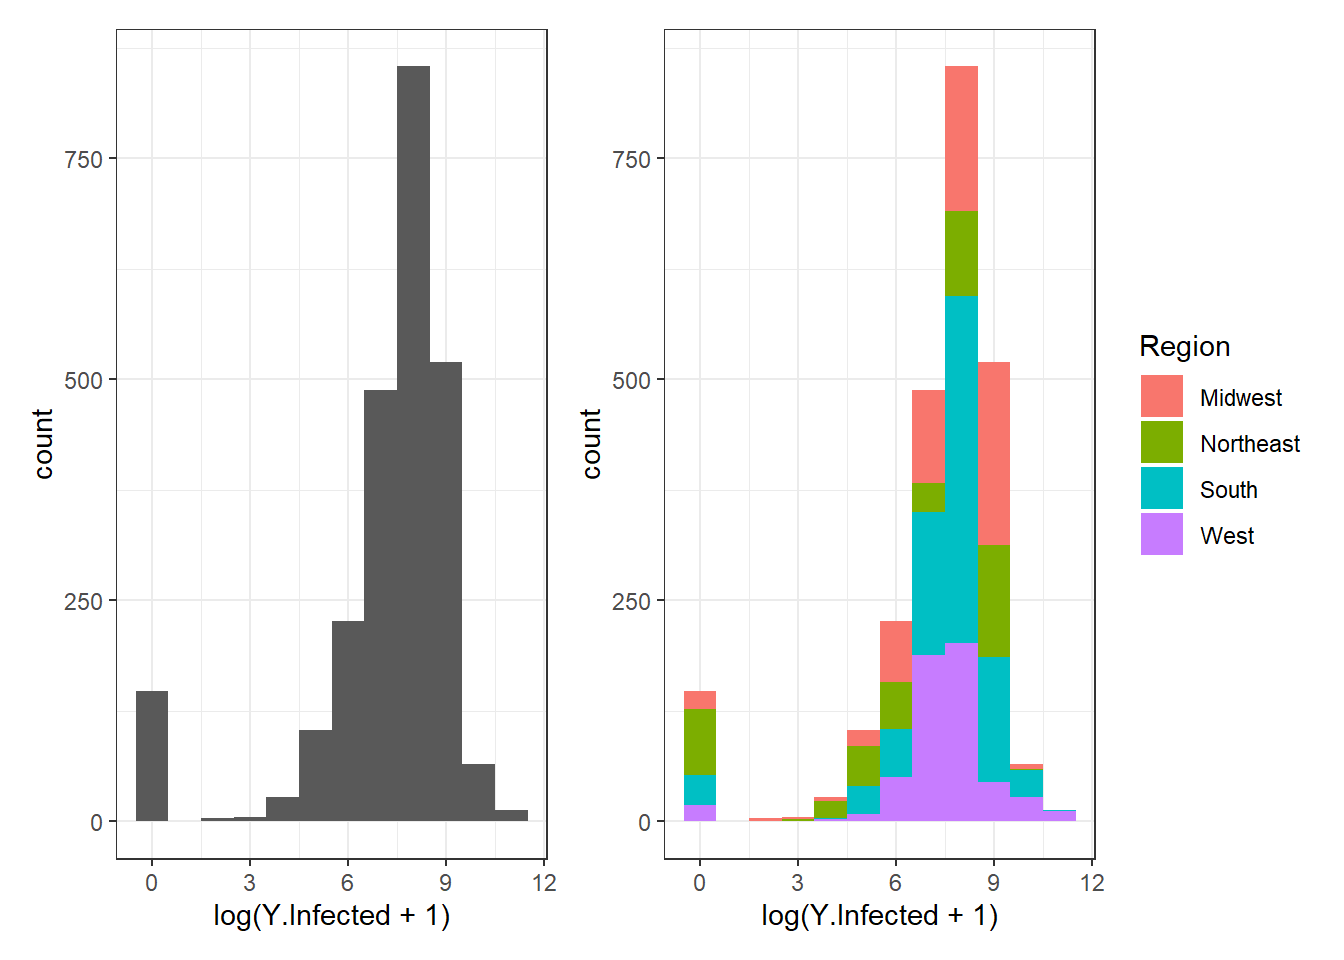 count
750
500
250
0
0 3 6 9 12
log(Y.Infected + 1)
count
750
500
250
0
0 3 6 9 12
log(Y.Infected + 1)
Region
Midwest
Northeast
South
West